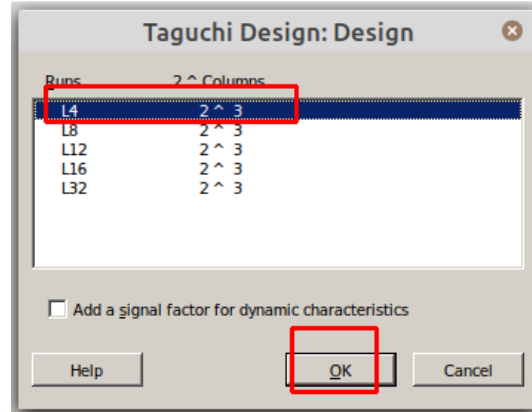 Taguchi Design: Design
Runs 2 ^ Columns
L4 2 ^ 3
L8 2 ^ 3
L12 2 ^ 3
L16 2 ^ 3
L32 2 ^ 3
Add a signal factor for dynamic characteristics
Help OK Cancel